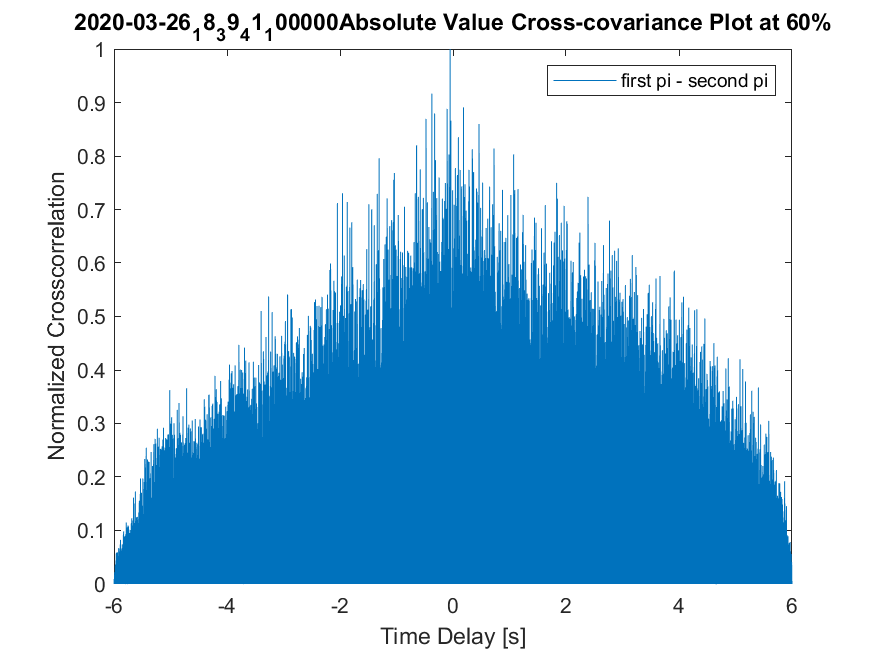 2020-03-26₁8₃9₄1₁00000Absolute Value Cross-covariance Plot at 60%
first pi - second pi
1
0.9
0.8
0.7
0.6
0.5
0.4
0.3
0.2
0.1
0
Normalized Crosscorrelation
-6 -4 -2 0 2 4 6
Time Delay [s]